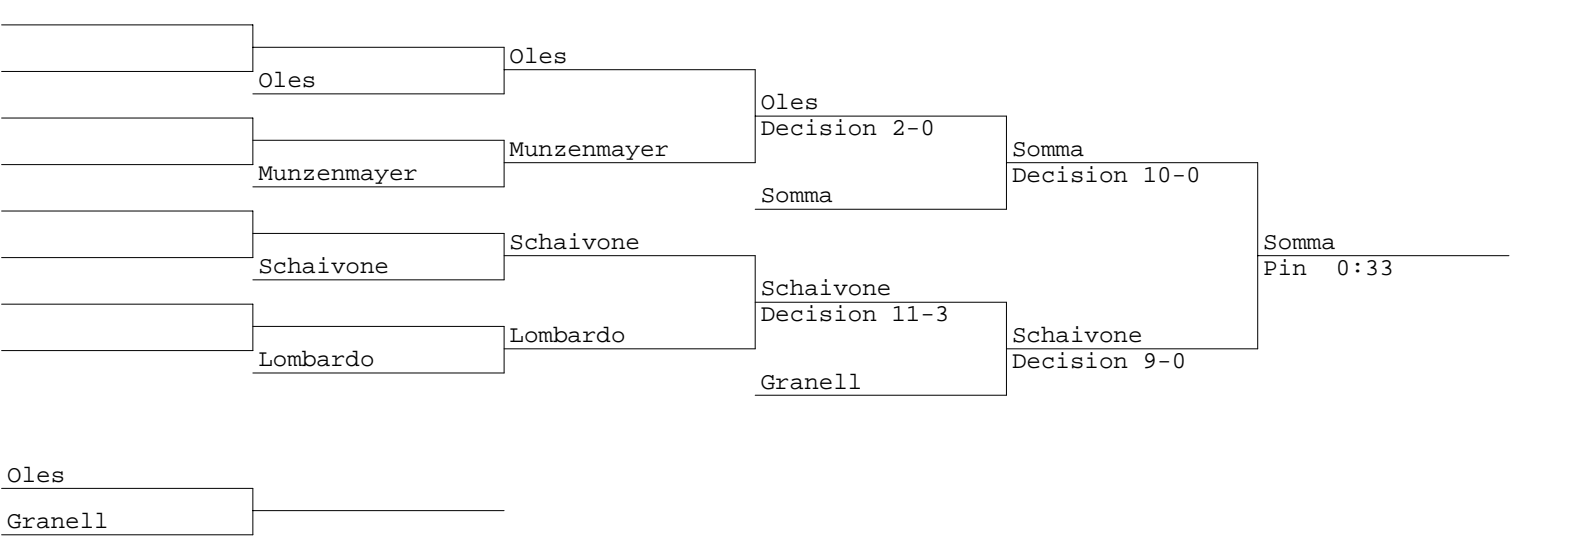 Oles
Oles
Oles
Decision 2-0
Munzenmayer
Somma
Munzenmayer
Decision 10-0
Somma
Schaivone
Somma
Schaivone
Pin  0:33
Schaivone
Decision 11-3
Lombardo
Schaivone
Lombardo
Decision 9-0
Granell
Oles
Granell